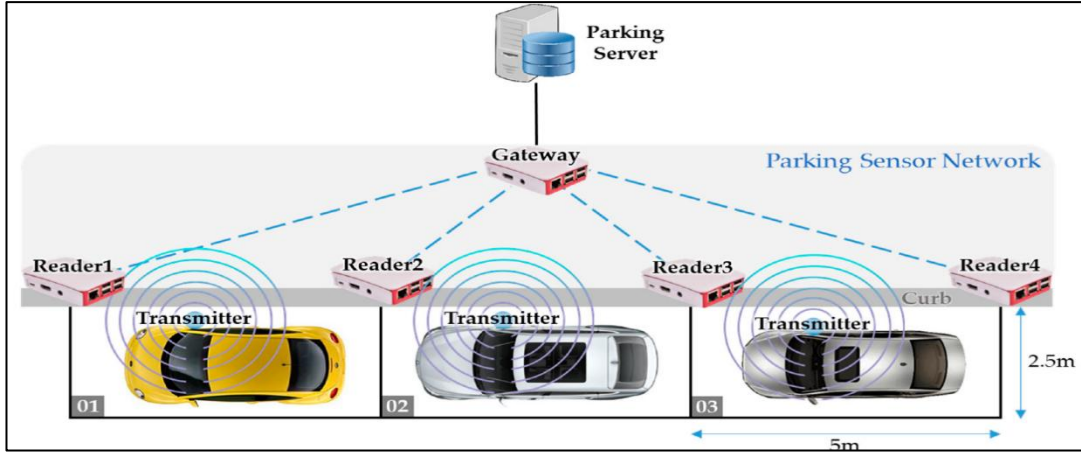 Parking
Server
Gateway
Parking Sensor Network
Reader1
Reader2
Reader3
Reader4
Curb
Transmitter
Transmitter
Transmitter
2.5m
01
02
03
5m